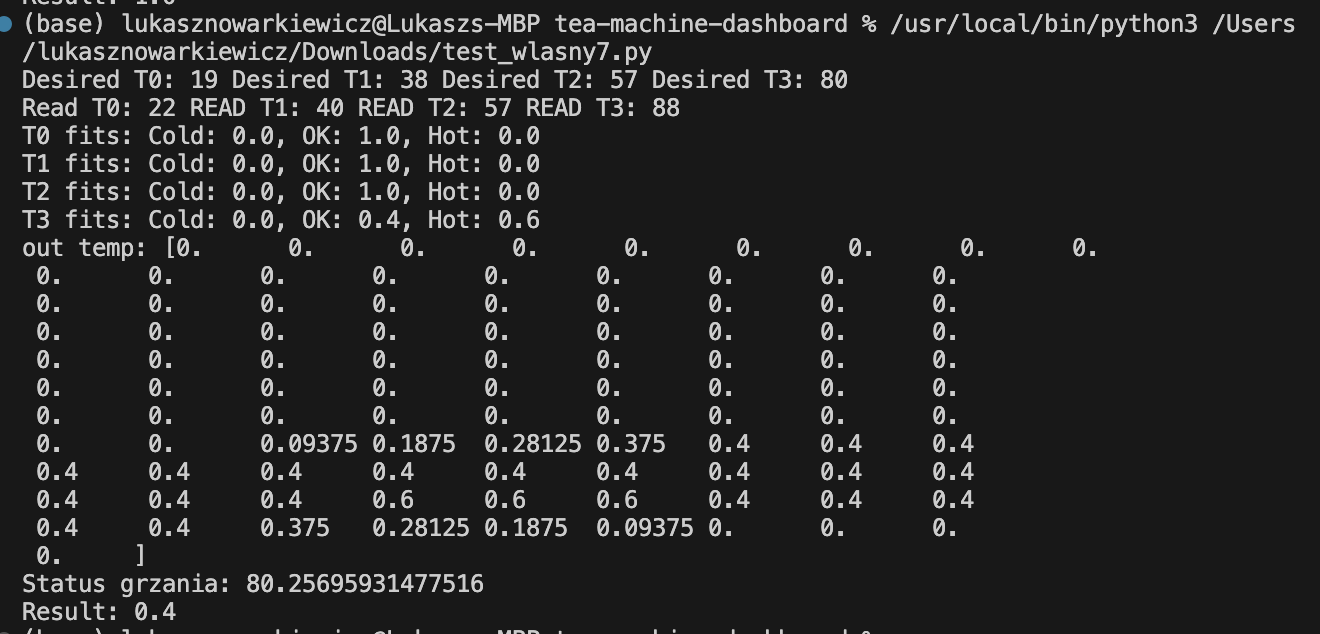 Result: 1.0
(base) lukasznowarkiewicz@Lukaszs-MBP tea-machine-dashboard % /usr/local/bin/python3 /Users
/lukasznowarkiewicz/Downloads/test_wlasny7.py
Desired T0: 19 Desired T1: 38 Desired T2: 57 Desired T3: 80
Read T0: 22 READ T1: 40 READ T2: 57 READ T3: 88
T0 fits: Cold: 0.0, OK: 1.0, Hot: 0.0
T1 fits: Cold: 0.0, OK: 1.0, Hot: 0.0
T2 fits: Cold: 0.0, OK: 1.0, Hot: 0.0
T3 fits: Cold: 0.0, OK: 0.4, Hot: 0.6
out temp: [0. 0. 0. 0. 0. 0. 0. 0. 0.
0. 0. 0. 0. 0. 0. 0. 0. 0.
0. 0. 0. 0. 0. 0. 0. 0. 0.
0. 0. 0. 0. 0. 0. 0. 0. 0.
0. 0. 0. 0. 0. 0. 0. 0. 0.
0. 0. 0. 0. 0. 0. 0. 0. 0.
0. 0. 0. 0. 0. 0. 0. 0. 0.
0. 0. 0.09375 0.1875 0.28125 0.375 0.4 0.4 0.4
0.4 0.4 0.4 0.4 0.4 0.4 0.4 0.4 0.4
0.4 0.4 0.4 0.6 0.6 0.6 0.4 0.4 0.4
0.4 0.4 0.375 0.28125 0.1875 0.09375 0. 0. 0.
0. ]
Status grzania: 80.25695931477516
Result: 0.4
(base) lukasznowarkiewicz@Lukaszs-MBP tea-machine-dashboard %